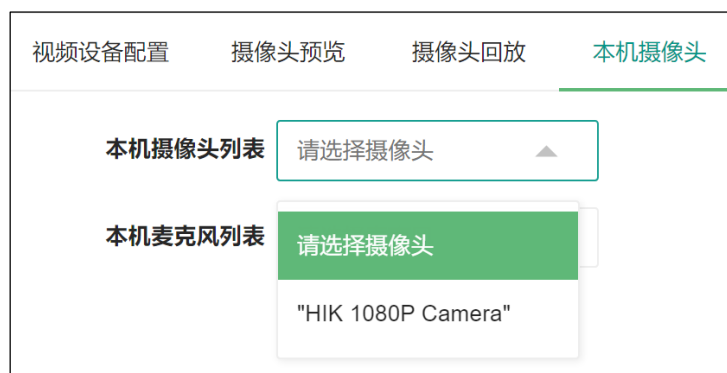 视频设备配置 摄像头预览 摄像头回放 本机摄像头
本机摄像头列表 请选择摄像头
本机麦克风列表 请选择摄像头
"HIK 1080P Camera"